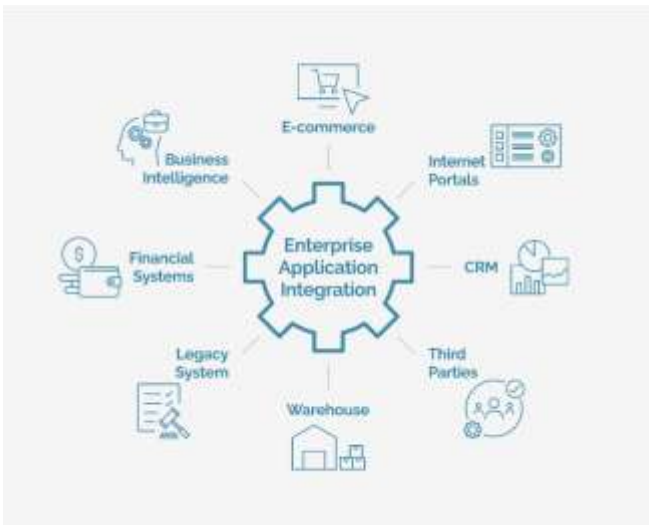 E-commerce
Business
Intelligence
Internet
Portals
Enterprise
Application
Integration
Financial
Systems
$
CRM
Legacy
System
Third
Parties
Warehouse